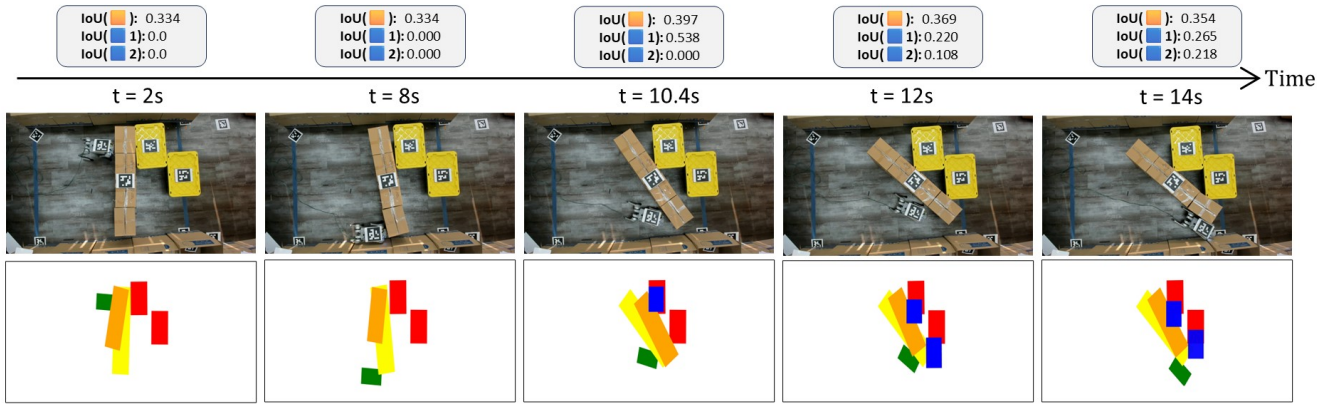 IoU( ): 0.334
IoU( 1): 0.0
IoU( 2): 0.0
IoU( ): 0.334
IoU( 1): 0.000
IoU( 2): 0.000
IoU( ): 0.397
IoU( 1): 0.538
IoU( 2): 0.000
IoU( ): 0.369
IoU( 1): 0.220
IoU( 2): 0.108
IoU( ): 0.354
IoU( 1): 0.265
IoU( 2): 0.218
Time
t = 2s
t = 8s
t = 10.4s
t = 12s
t = 14s